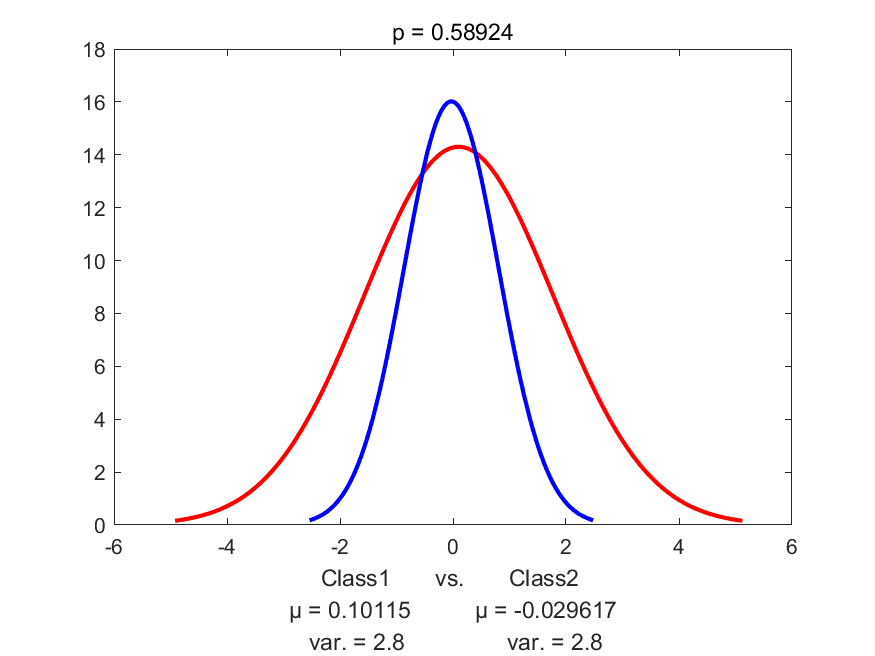 p = 0.58924
18
16
14
12
10
8
6
4
2
0
-6 -4 -2 0 2 4 6
Class1 vs. Class2
μ = 0.10115 μ = -0.029617
var. = 2.8 var. = 2.8